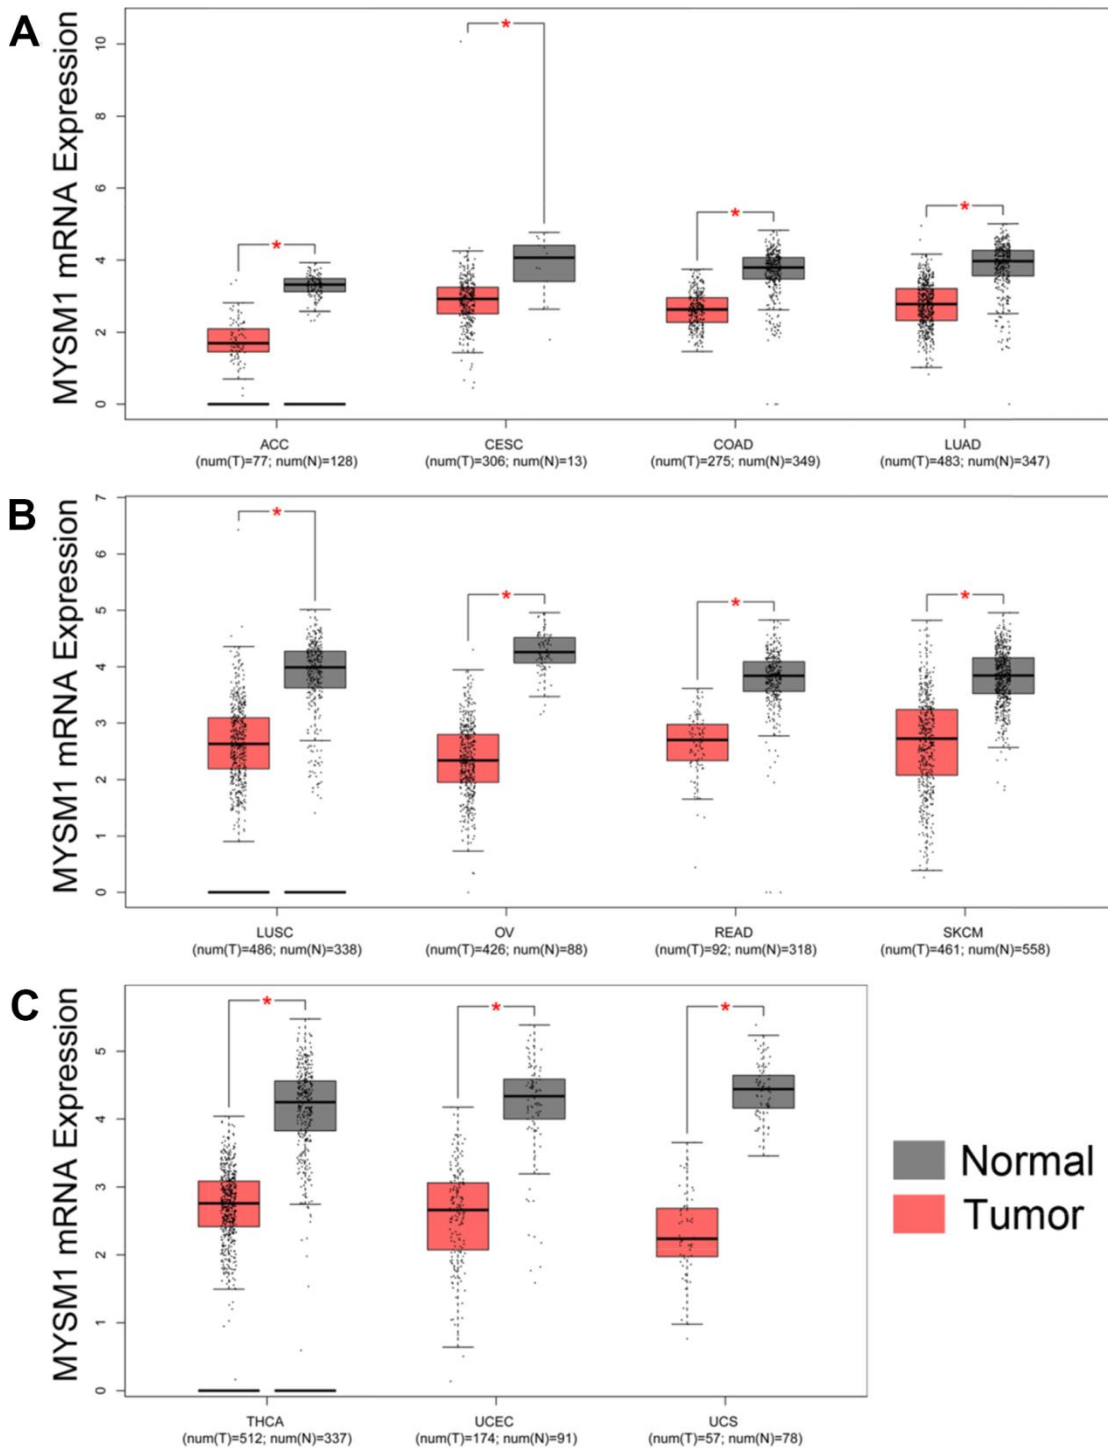 A
MYSM1 mRNA Expression
10
8
6
4
2
0
*
*
*
*
ACC
(num(T)=77; num(N)=128)
CESC
(num(T)=306; num(N)=13)
COAD
(num(T)=275; num(N)=349)
LUAD
(num(T)=483; num(N)=347)
B
MYSM1 mRNA Expression
7
6
5
4
3
2
1
0
*
*
*
*
LUSC
(num(T)=486; num(N)=338)
OV
(num(T)=426; num(N)=88)
READ
(num(T)=92; num(N)=318)
SKCM
(num(T)=461; num(N)=558)
C
MYSM1 mRNA Expression
5
4
3
2
1
0
*
*
*
THCA
(num(T)=512; num(N)=337)
UCEC
(num(T)=174; num(N)=91)
UCS
(num(T)=57; num(N)=78)
Normal
Tumor